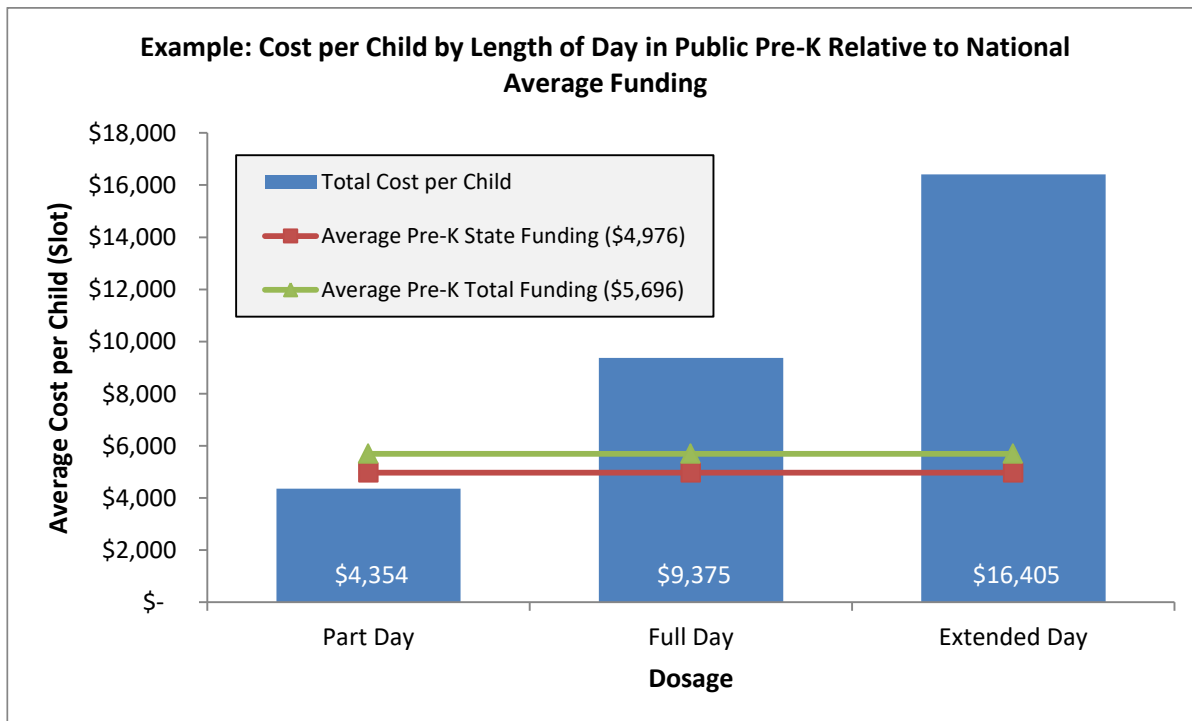 Example: Cost per Child by Length of Day in Public Pre-K Relative to National
Average Funding
Average Cost per Child (Slot)
$18,000
$16,000
$14,000
$12,000
$10,000
$8,000
$6,000
$4,000
$2,000
$-
Total Cost per Child
Average Pre-K State Funding ($4,976)
Average Pre-K Total Funding ($5,696)
$4,354
$9,375
$16,405
Part Day
Full Day
Extended Day
Dosage